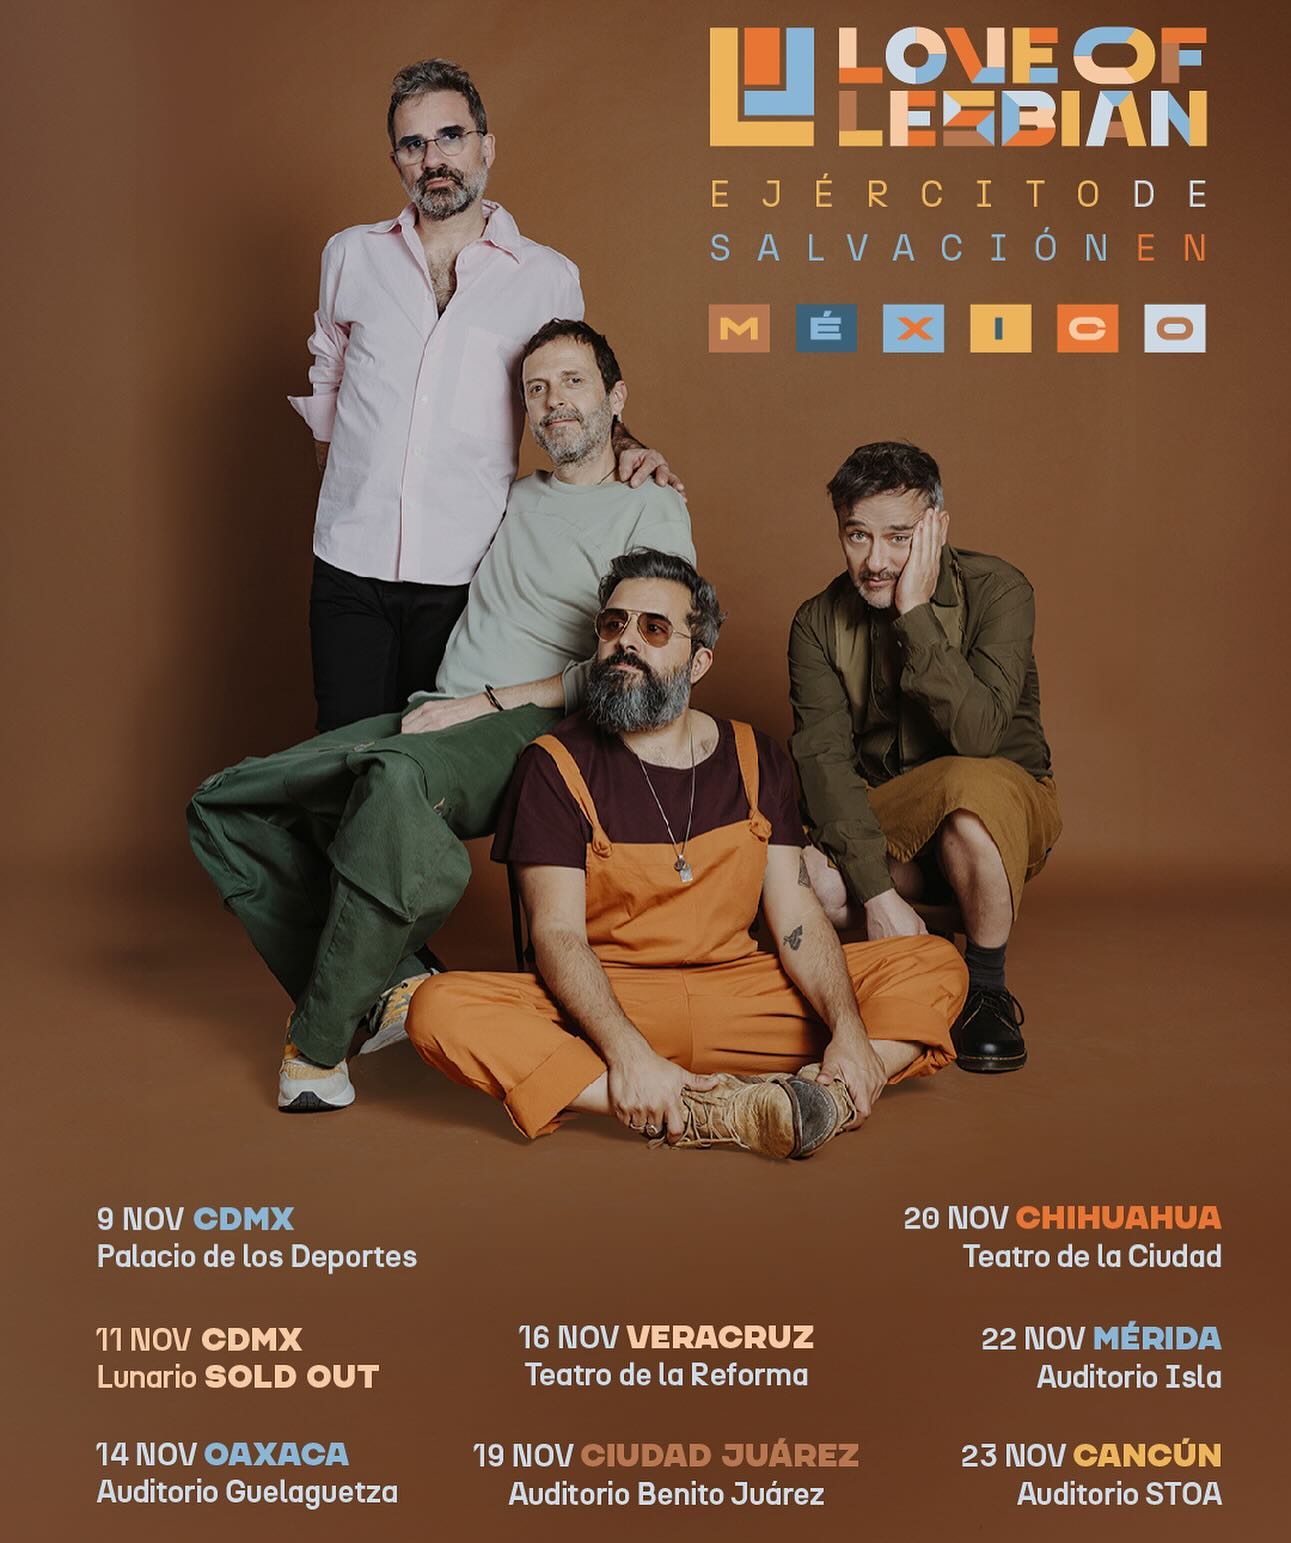 LOVE OF
LESBIAN
EJÉRCITO DE
SALVACIÓN EN
MÉXICO
9 NOV CDMX
Palacio de los Deportes
11 NOV CDMX
Lunario SOLD OUT
14 NOV OAXACA
Auditorio Guelaguetza
16 NOV VERACRUZ
Teatro de la Reforma
19 NOV CIUDAD JUÁREZ
Auditorio Benito Juárez
20 NOV CHIHUAHUA
Teatro de la Ciudad
22 NOV MÉRIDA
Auditorio Isla
23 NOV CANCÚN
Auditorio STOA